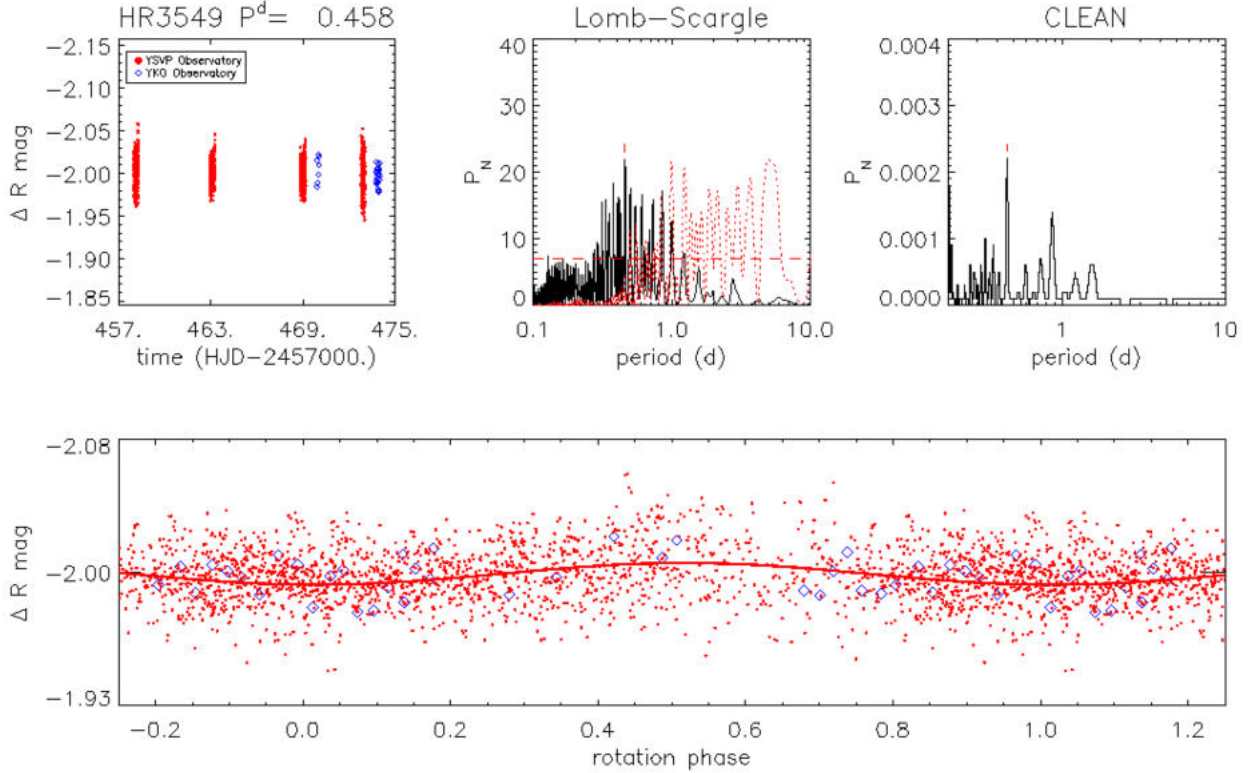 HR3549 P^d= 0.458
−2.15
−2.10
−2.05
−2.00
−1.95
−1.90
−1.85
Δ R mag
YSVP Observatory
YKO Observatory
457. 463. 469. 475.
time (HJD−2457000.)
Lomb−Scargle
40
30
20
10
0
P_N
0.1 1.0 10.0
period (d)
CLEAN
0.004
0.003
0.002
0.001
0.000
P_N
1 10
period (d)
−2.08
−2.00
−1.93
Δ R mag
−0.2 0.0 0.2 0.4 0.6 0.8 1.0 1.2
rotation phase